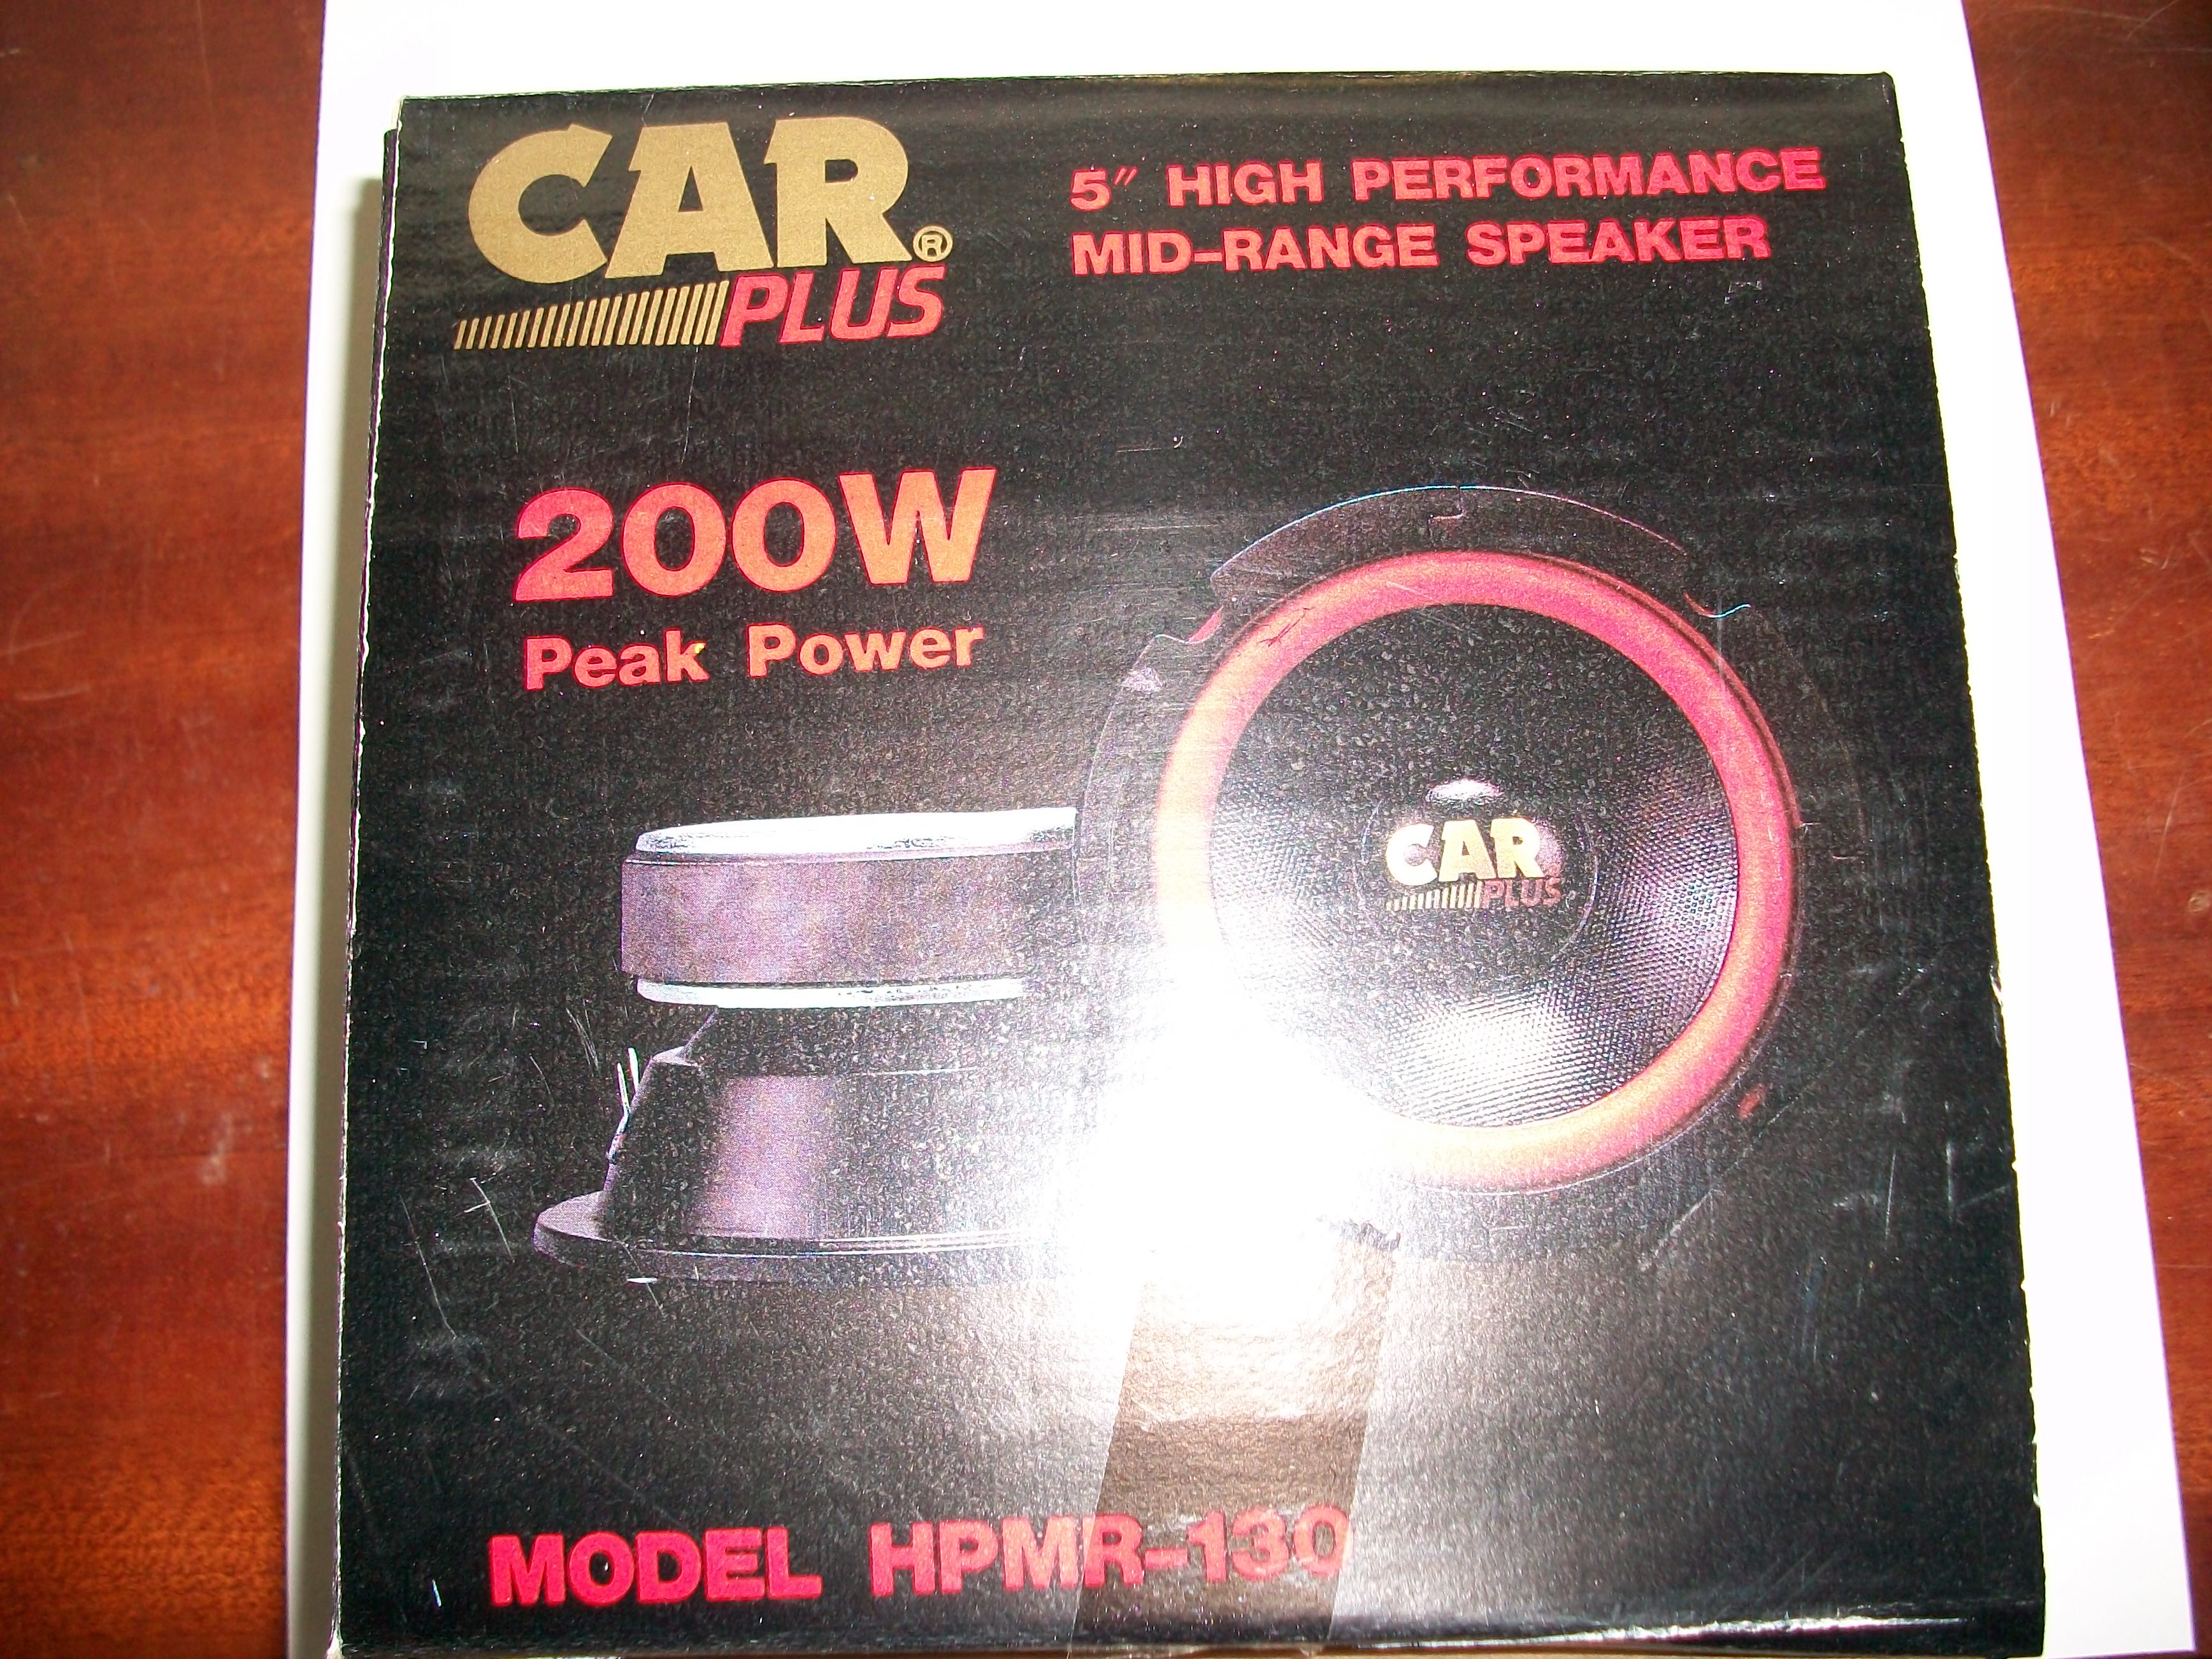 CAR®
PLUS
5" HIGH PERFORMANCE
MID-RANGE SPEAKER
200W
Peak Power
CAR
PLUS
MODEL HPMR-130